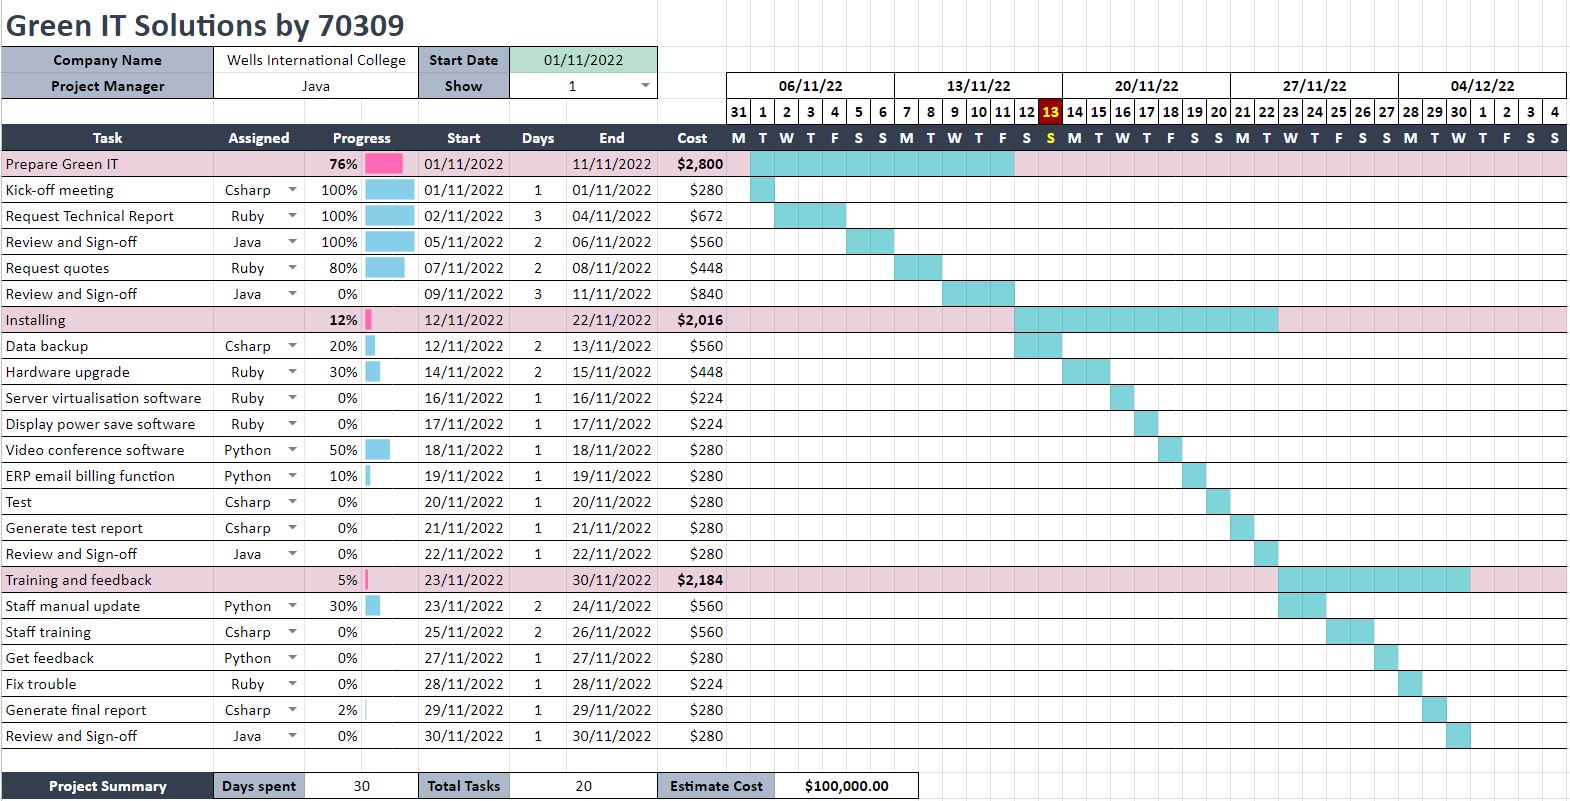 Green IT Solutions by 70309
Company Name Wells International College Start Date 01/11/2022
Project Manager Java Show 1 06/11/22 13/11/22 20/11/22 27/11/22 04/12/22
31 1 2 3 4 5 6 7 8 9 10 11 12 13 14 15 16 17 18 19 20 21 22 23 24 25 26 27 28 29 30 1 2 3 4
Task Assigned Progress Start Days End Cost M T W T F S S M T W T F S S M T W T F S S M T W T F S S M T W T F S S
Prepare Green IT 76% 01/11/2022 11/11/2022 $2,800
Kick-off meeting Csharp 100% 01/11/2022 1 01/11/2022 $280
Request Technical Report Ruby 100% 02/11/2022 3 04/11/2022 $672
Review and Sign-off Java 100% 05/11/2022 2 06/11/2022 $560
Request quotes Ruby 80% 07/11/2022 2 08/11/2022 $448
Review and Sign-off Java 0% 09/11/2022 3 11/11/2022 $840
Installing 12% 12/11/2022 22/11/2022 $2,016
Data backup Csharp 20% 12/11/2022 2 13/11/2022 $560
Hardware upgrade Ruby 30% 14/11/2022 2 15/11/2022 $448
Server virtualisation software Ruby 0% 16/11/2022 1 16/11/2022 $224
Display power save software Ruby 0% 17/11/2022 1 17/11/2022 $224
Video conference software Python 50% 18/11/2022 1 18/11/2022 $280
ERP email billing function Python 10% 19/11/2022 1 19/11/2022 $280
Test Csharp 0% 20/11/2022 1 20/11/2022 $280
Generate test report Csharp 0% 21/11/2022 1 21/11/2022 $280
Review and Sign-off Java 0% 22/11/2022 1 22/11/2022 $280
Training and feedback 5% 23/11/2022 30/11/2022 $2,184
Staff manual update Python 30% 23/11/2022 2 24/11/2022 $560
Staff training Csharp 0% 25/11/2022 2 26/11/2022 $560
Get feedback Python 0% 27/11/2022 1 27/11/2022 $280
Fix trouble Ruby 0% 28/11/2022 1 28/11/2022 $224
Generate final report Csharp 2% 29/11/2022 1 29/11/2022 $280
Review and Sign-off Java 0% 30/11/2022 1 30/11/2022 $280
Project Summary Days spent 30 Total Tasks 20 Estimate Cost $100,000.00